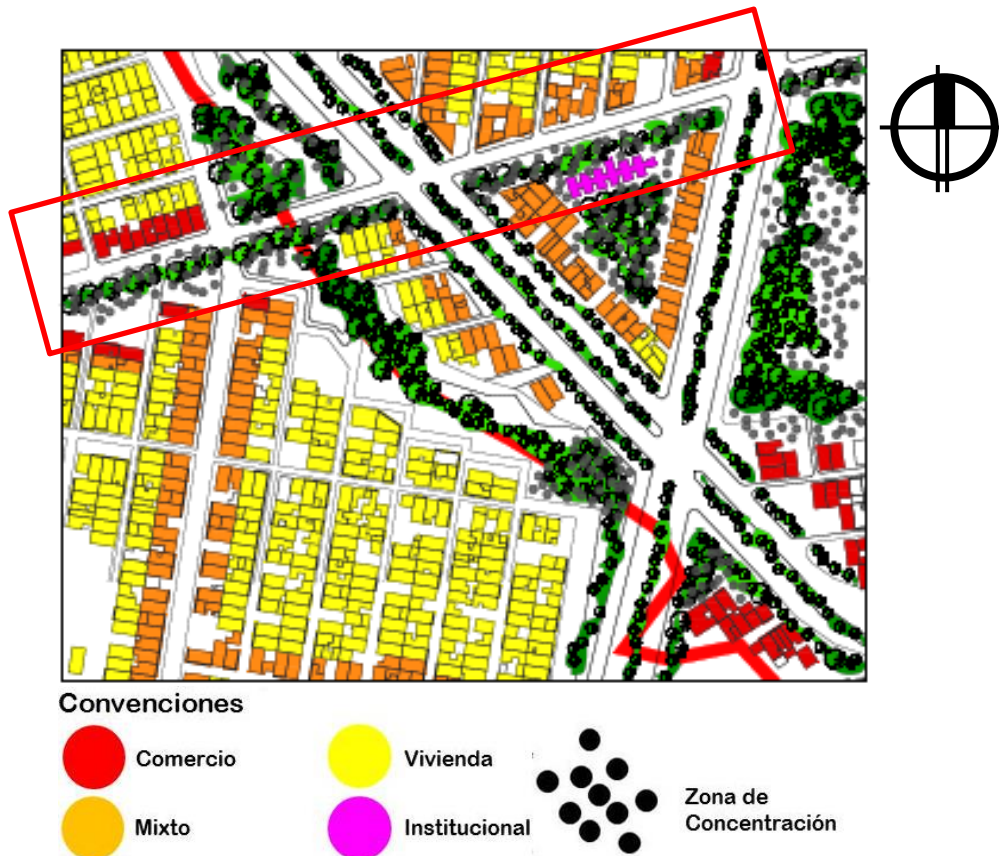 Convenciones
Comercio
Vivienda
Mixto
Institucional
Zona de
Concentración